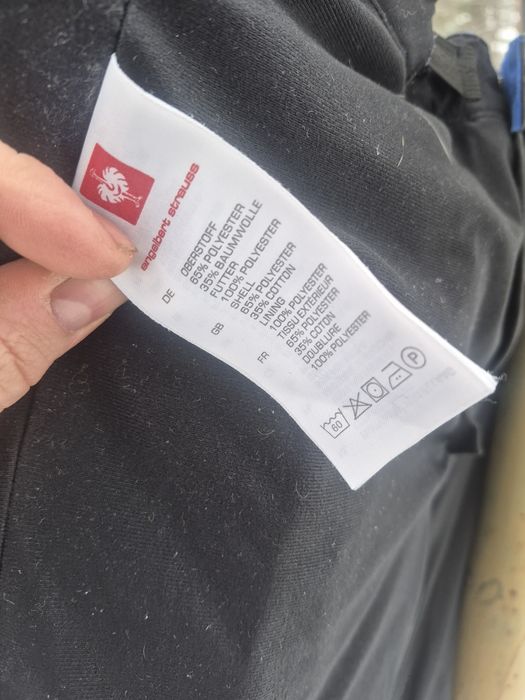 engelbert strauss
DE
OBERSTOFF
65% POLYESTER
35% BAUMWOLLE
FUTTER
100% POLYESTER
GB
SHELL
65% POLYESTER
35% COTTON
LINING
100% POLYESTER
FR
TISSU EXTÉRIEUR
65% POLYESTER
35% COTON
DOUBLURE
100% POLYESTER
60
P